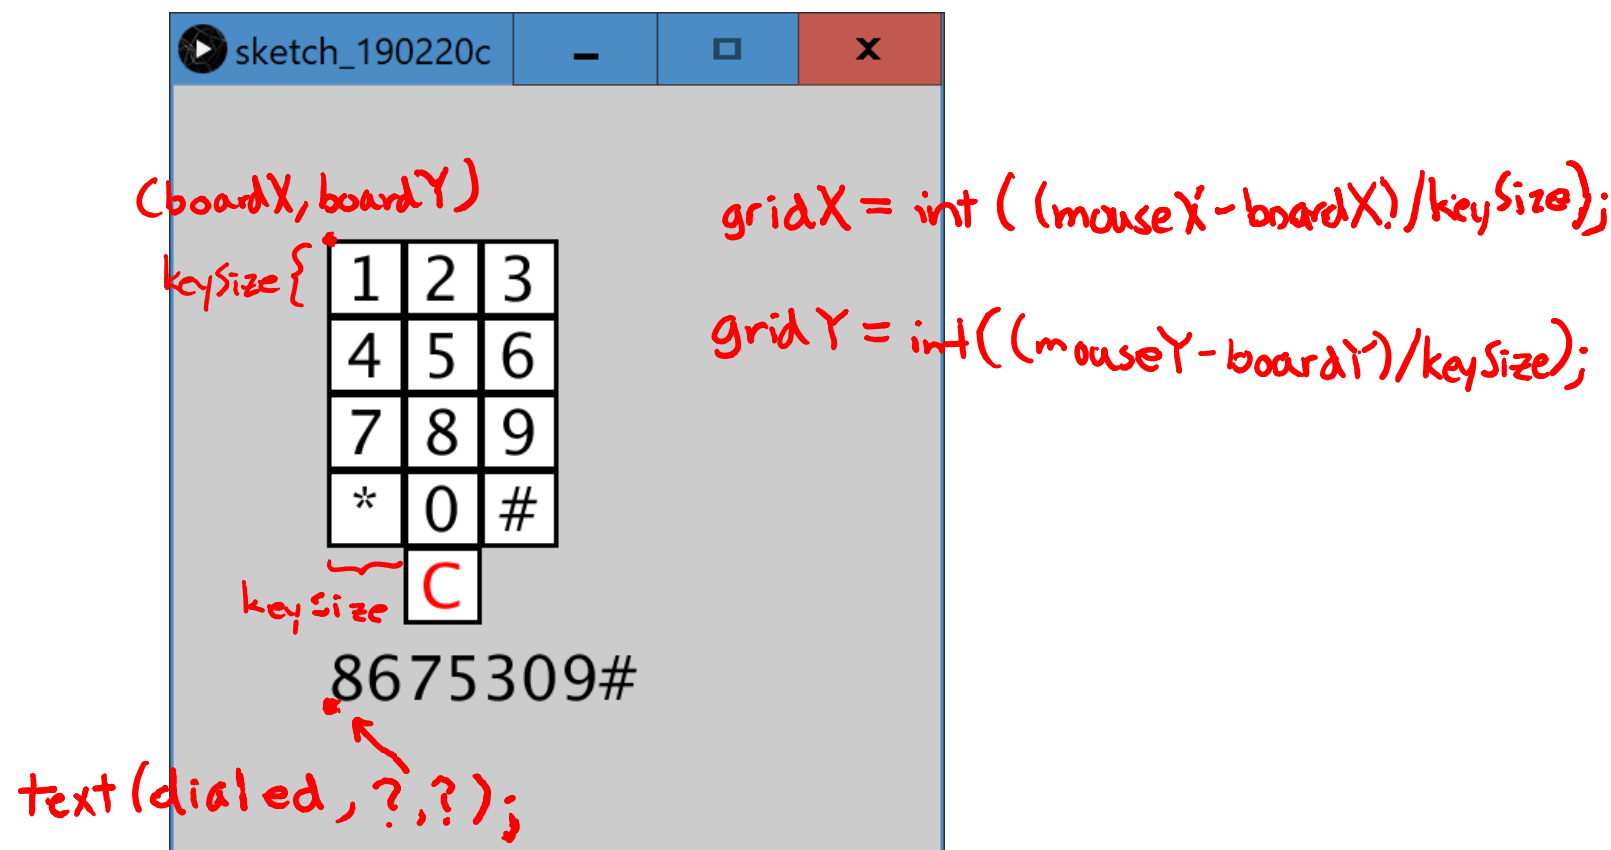 sketch_190220c
(boardX, boardY)
gridX = int ((mouseX - boardX)/keySize);
keySize {
1 2 3
gridY = int((mouseY - boardY)/keySize);
4 5 6
7 8 9
* 0 #
C
keysize
8675309#
text(dialed, ?,?);